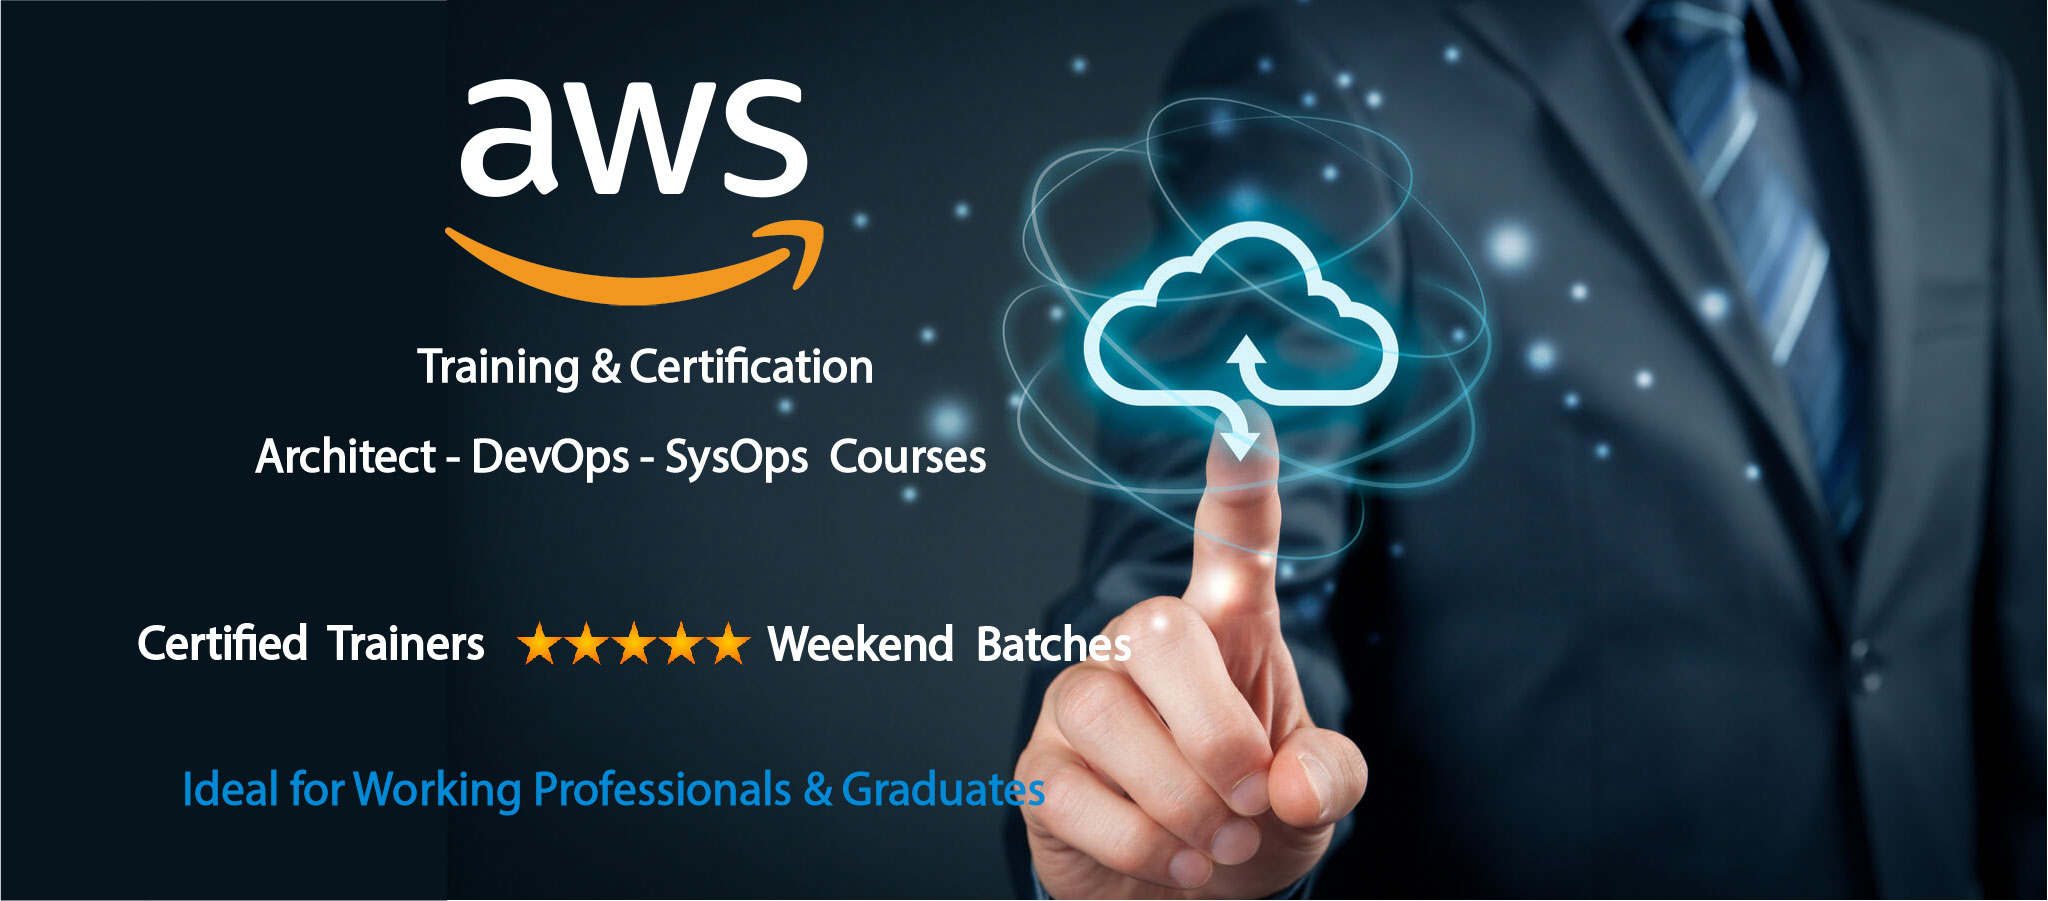 aws
Training & Certification
Architect - DevOps - SysOps Courses
Certified Trainers ★★★★★ Weekend Batches
Ideal for Working Professionals & Graduates